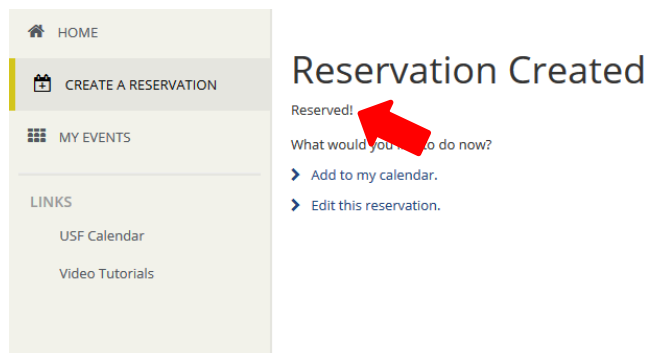 HOME
CREATE A RESERVATION
MY EVENTS
LINKS
USF Calendar
Video Tutorials
Reservation Created
Reserved!
What would you to do now?
Add to my calendar.
Edit this reservation.